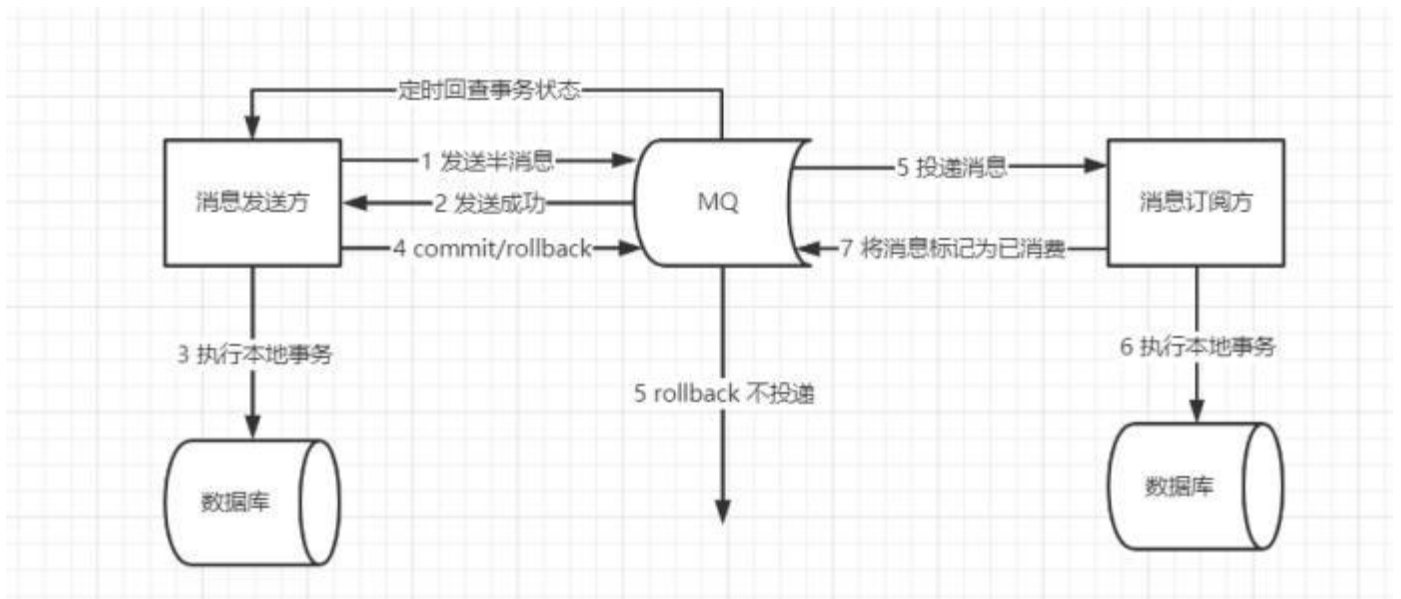 定时回查事务状态
1 发送半消息
5 投递消息
消息发送方
2 发送成功
MQ
消息订阅方
4 commit/rollback
7 将消息标记为已消费
3 执行本地事务
6 执行本地事务
5 rollback 不投递
数据库
数据库